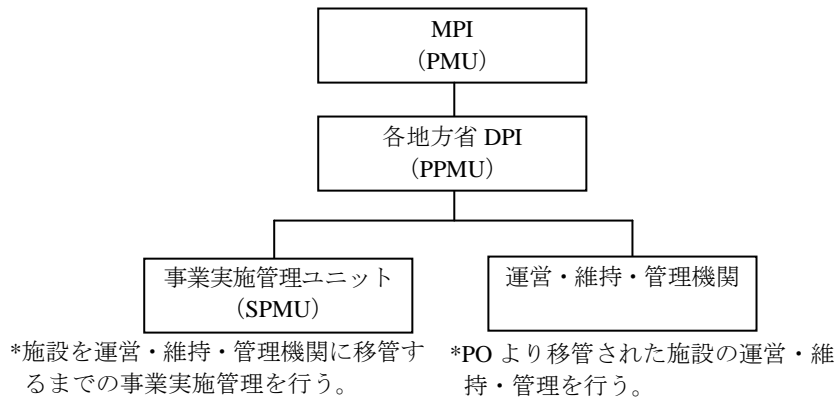 MPI
（PMU）
各地方省 DPI
（PPMU）
事業実施管理ユニット
（SPMU）
運営・維持・管理機関
*施設を運営・維持・管理機関に移管す
るまでの事業実施管理を行う。
*PO より移管された施設の運営・維
持・管理を行う。